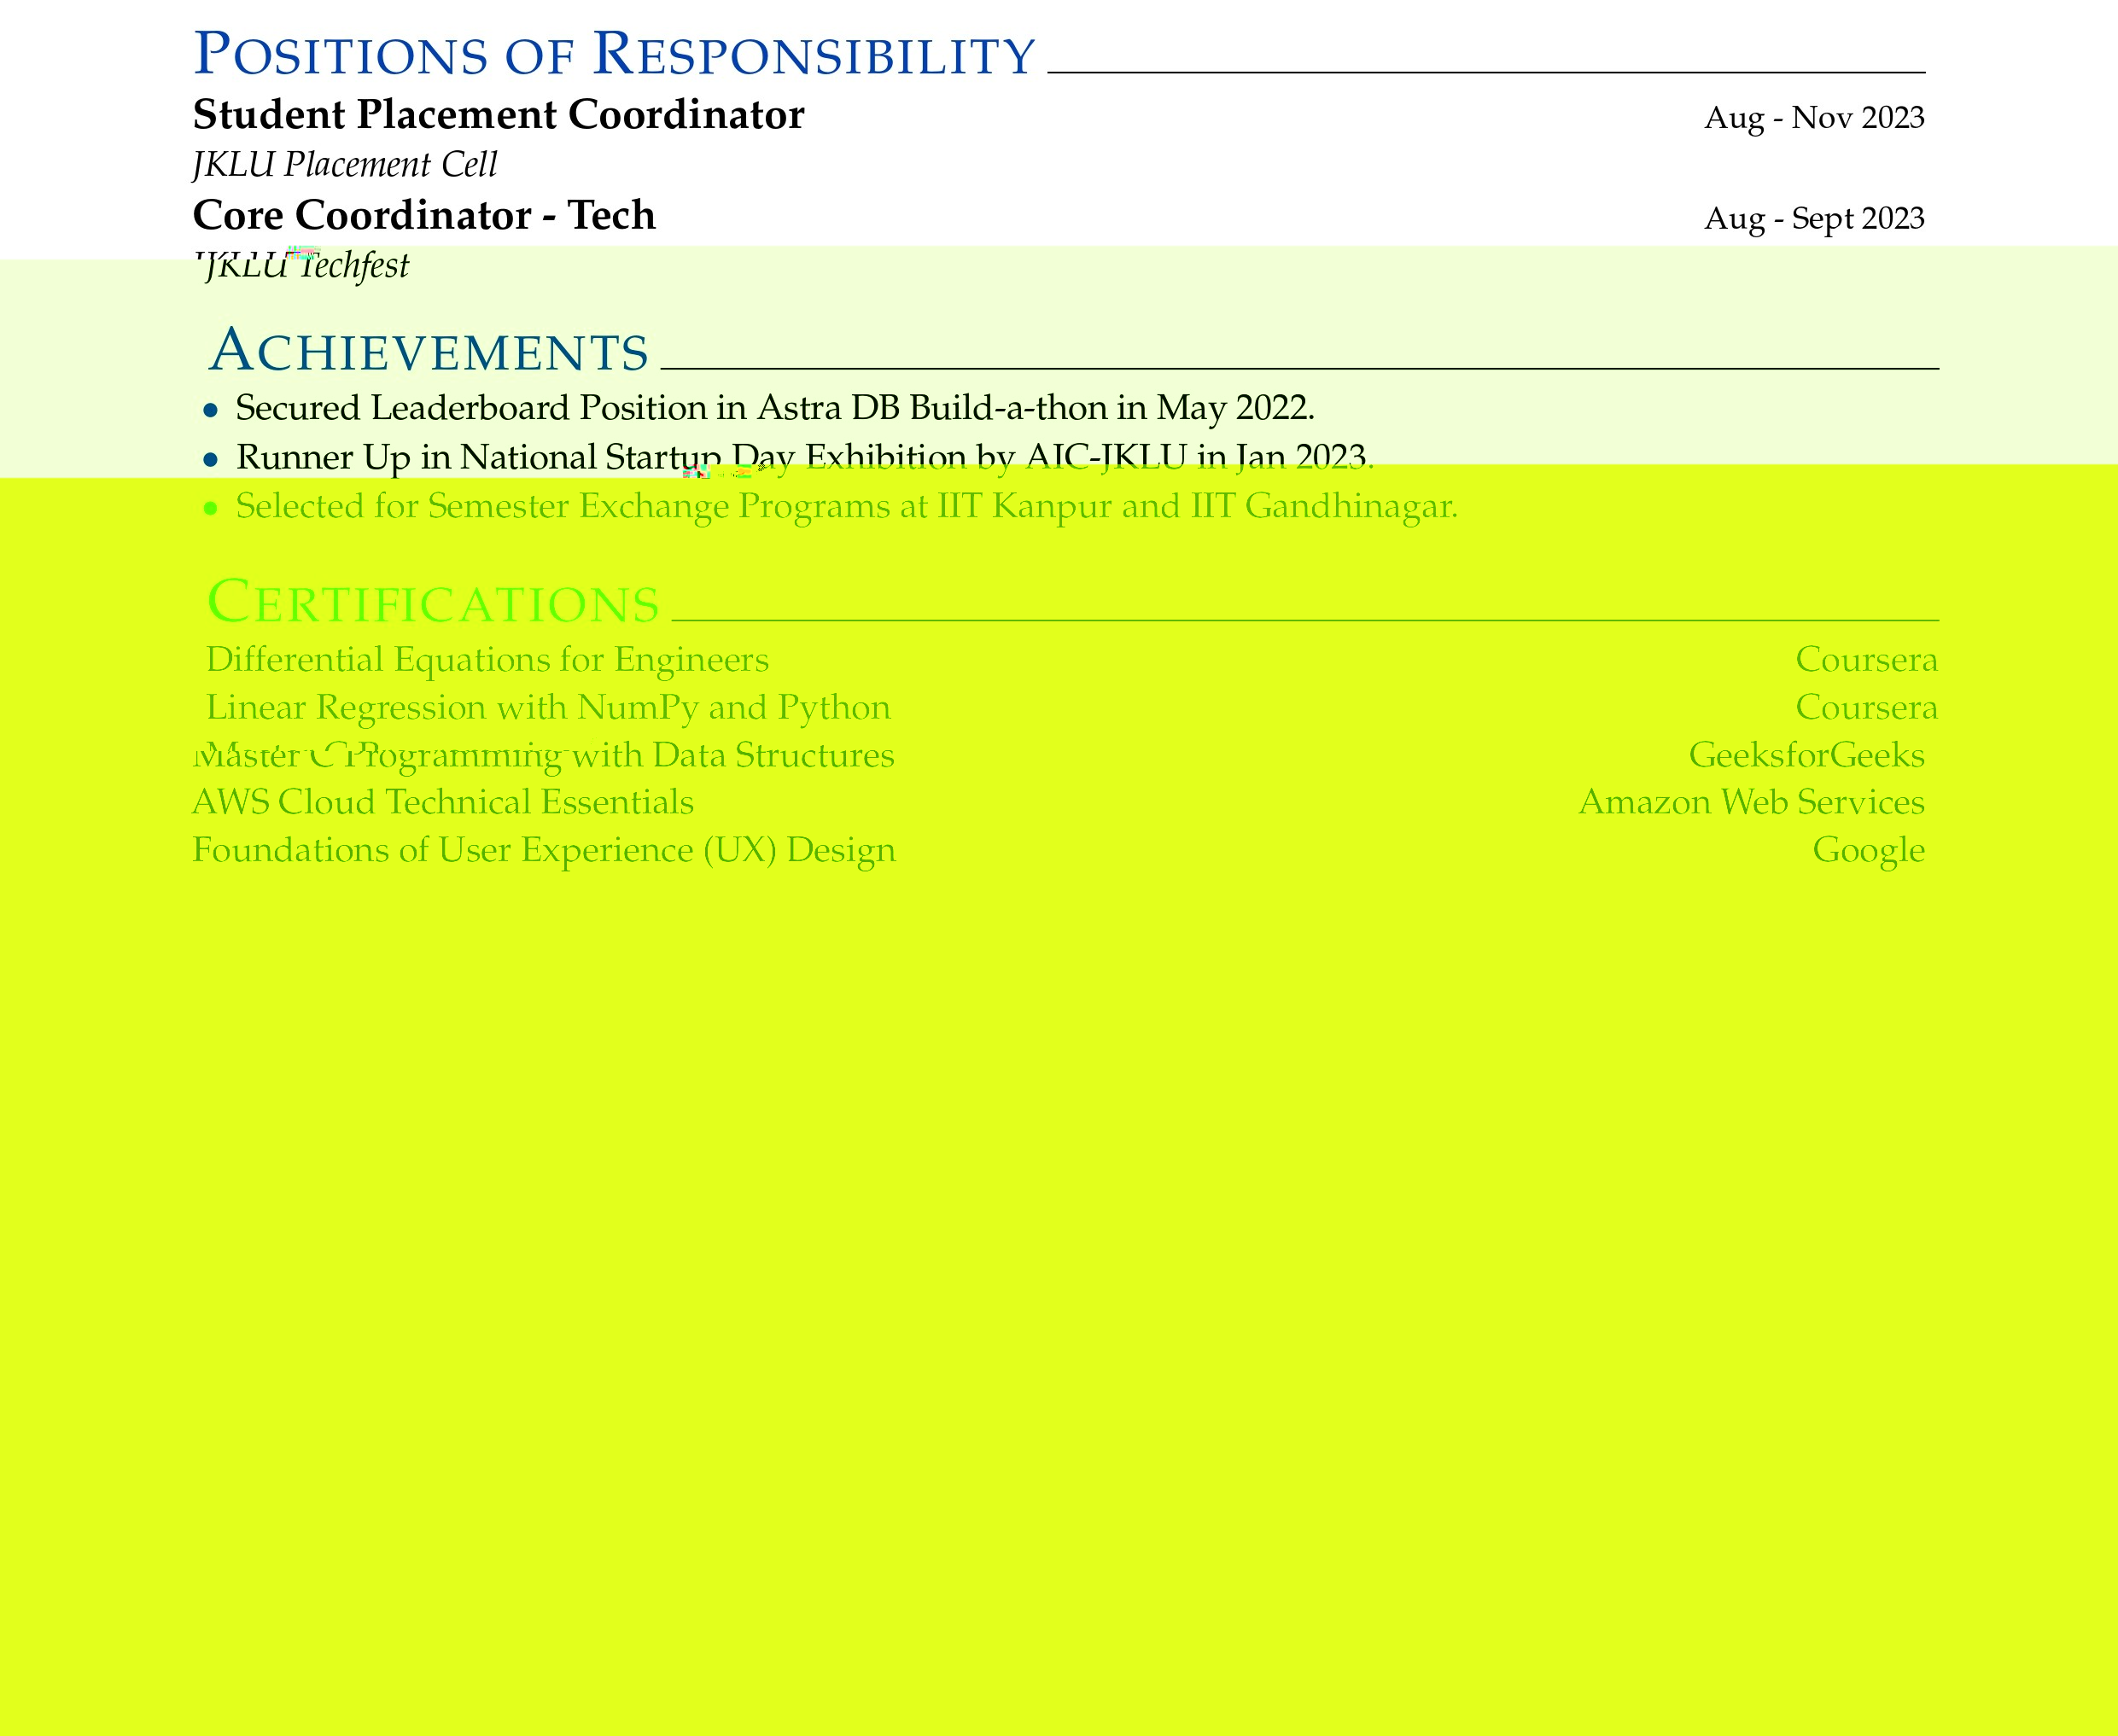 Positions of Responsibility
Student Placement Coordinator Aug - Nov 2023
JKLU Placement Cell
Core Coordinator - Tech Aug - Sept 2023
JKLU Techfest
Achievements
• Secured Leaderboard Position in Astra DB Build-a-thon in May 2022.
• Runner Up in National Startup Day Exhibition by AIC-JKLU in Jan 2023.
• Selected for Semester Exchange Programs at IIT Kanpur and IIT Gandhinagar.
Certifications
Differential Equations for Engineers Coursera
Linear Regression with NumPy and Python Coursera
Master C Programming with Data Structures GeeksforGeeks
AWS Cloud Technical Essentials Amazon Web Services
Foundations of User Experience (UX) Design Google